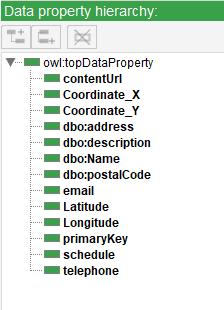 Data property hierarchy:
owl:topDataProperty
contentUrl
Coordinate_X
Coordinate_Y
dbo:address
dbo:description
dbo:Name
dbo:postalCode
email
Latitude
Longitude
primaryKey
schedule
telephone